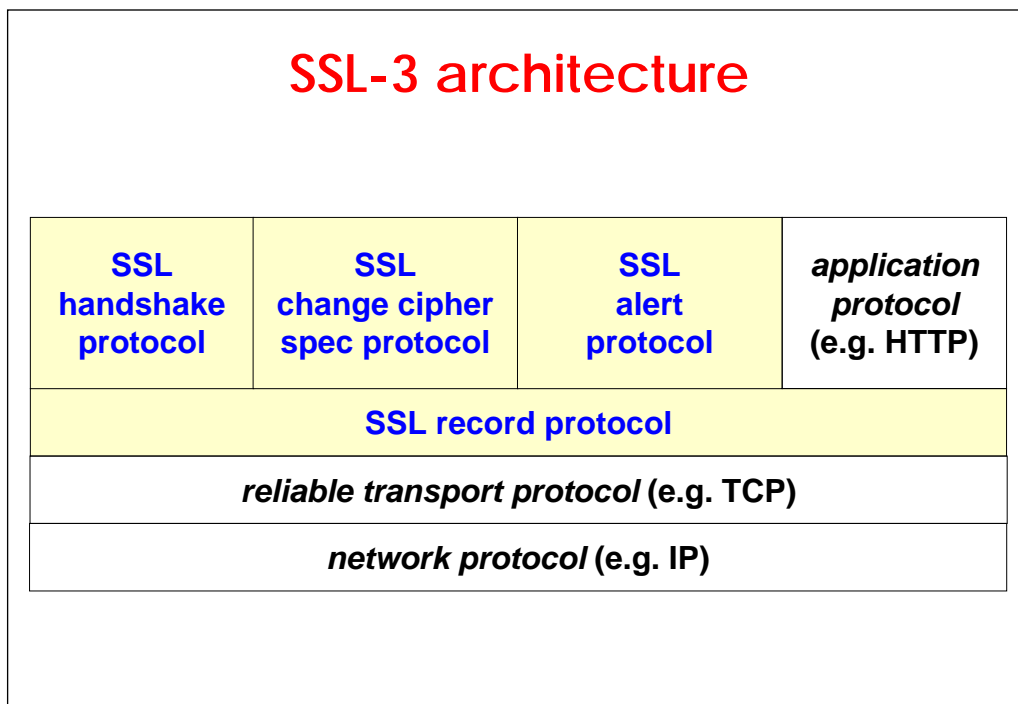 SSL-3 architecture
SSL
handshake
protocol
SSL
change cipher
spec protocol
SSL
alert
protocol
application
protocol
(e.g. HTTP)
SSL record protocol
reliable transport protocol (e.g. TCP)
network protocol (e.g. IP)